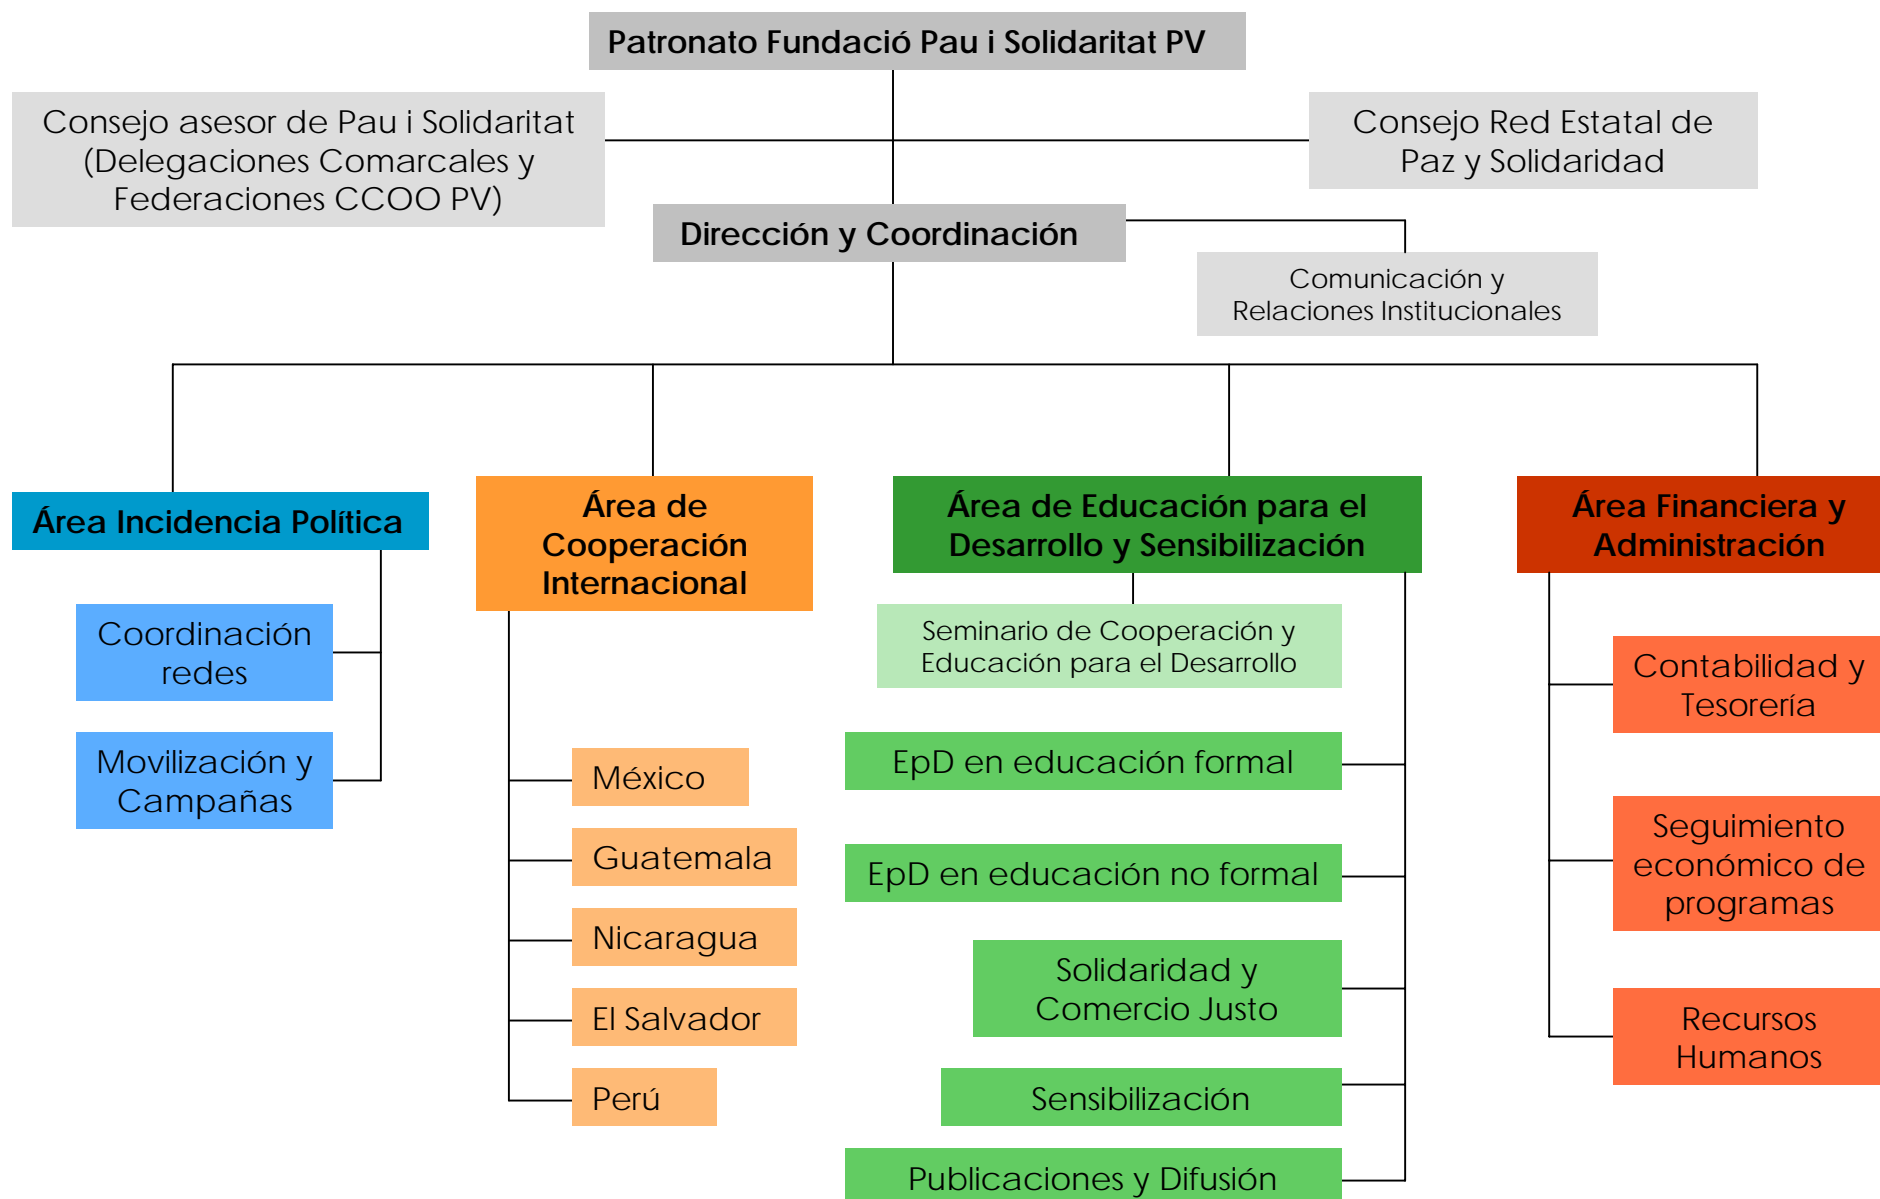 Patronato Fundació Pau i Solidaritat PV
Consejo asesor de Pau i Solidaritat
(Delegaciones Comarcales y
Federaciones CCOO PV)
Consejo Red Estatal de
Paz y Solidaridad
Dirección y Coordinación
Comunicación y
Relaciones Institucionales
Área Incidencia Política
Coordinación
redes
Movilización y
Campañas
Área de
Cooperación
Internacional
México
Guatemala
Nicaragua
El Salvador
Perú
Área de Educación para el
Desarrollo y Sensibilización
Seminario de Cooperación y
Educación para el Desarrollo
EpD en educación formal
EpD en educación no formal
Solidaridad y
Comercio Justo
Sensibilización
Publicaciones y Difusión
Área Financiera y
Administración
Contabilidad y
Tesorería
Seguimiento
económico de
programas
Recursos
Humanos